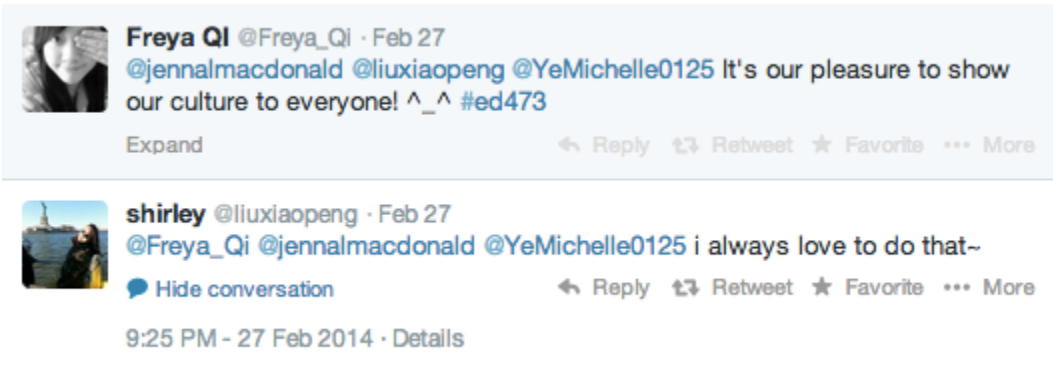 Freya QI @Freya_Qi · Feb 27
@jennalmacdonald @liuxiaopeng @YeMichelle0125 It's our pleasure to show
our culture to everyone! ^_^ #ed473
Expand Reply Retweet Favorite ••• More
shirley @liuxiaopeng · Feb 27
@Freya_Qi @jennalmacdonald @YeMichelle0125 i always love to do that~
Hide conversation Reply Retweet Favorite ••• More
9:25 PM - 27 Feb 2014 · Details